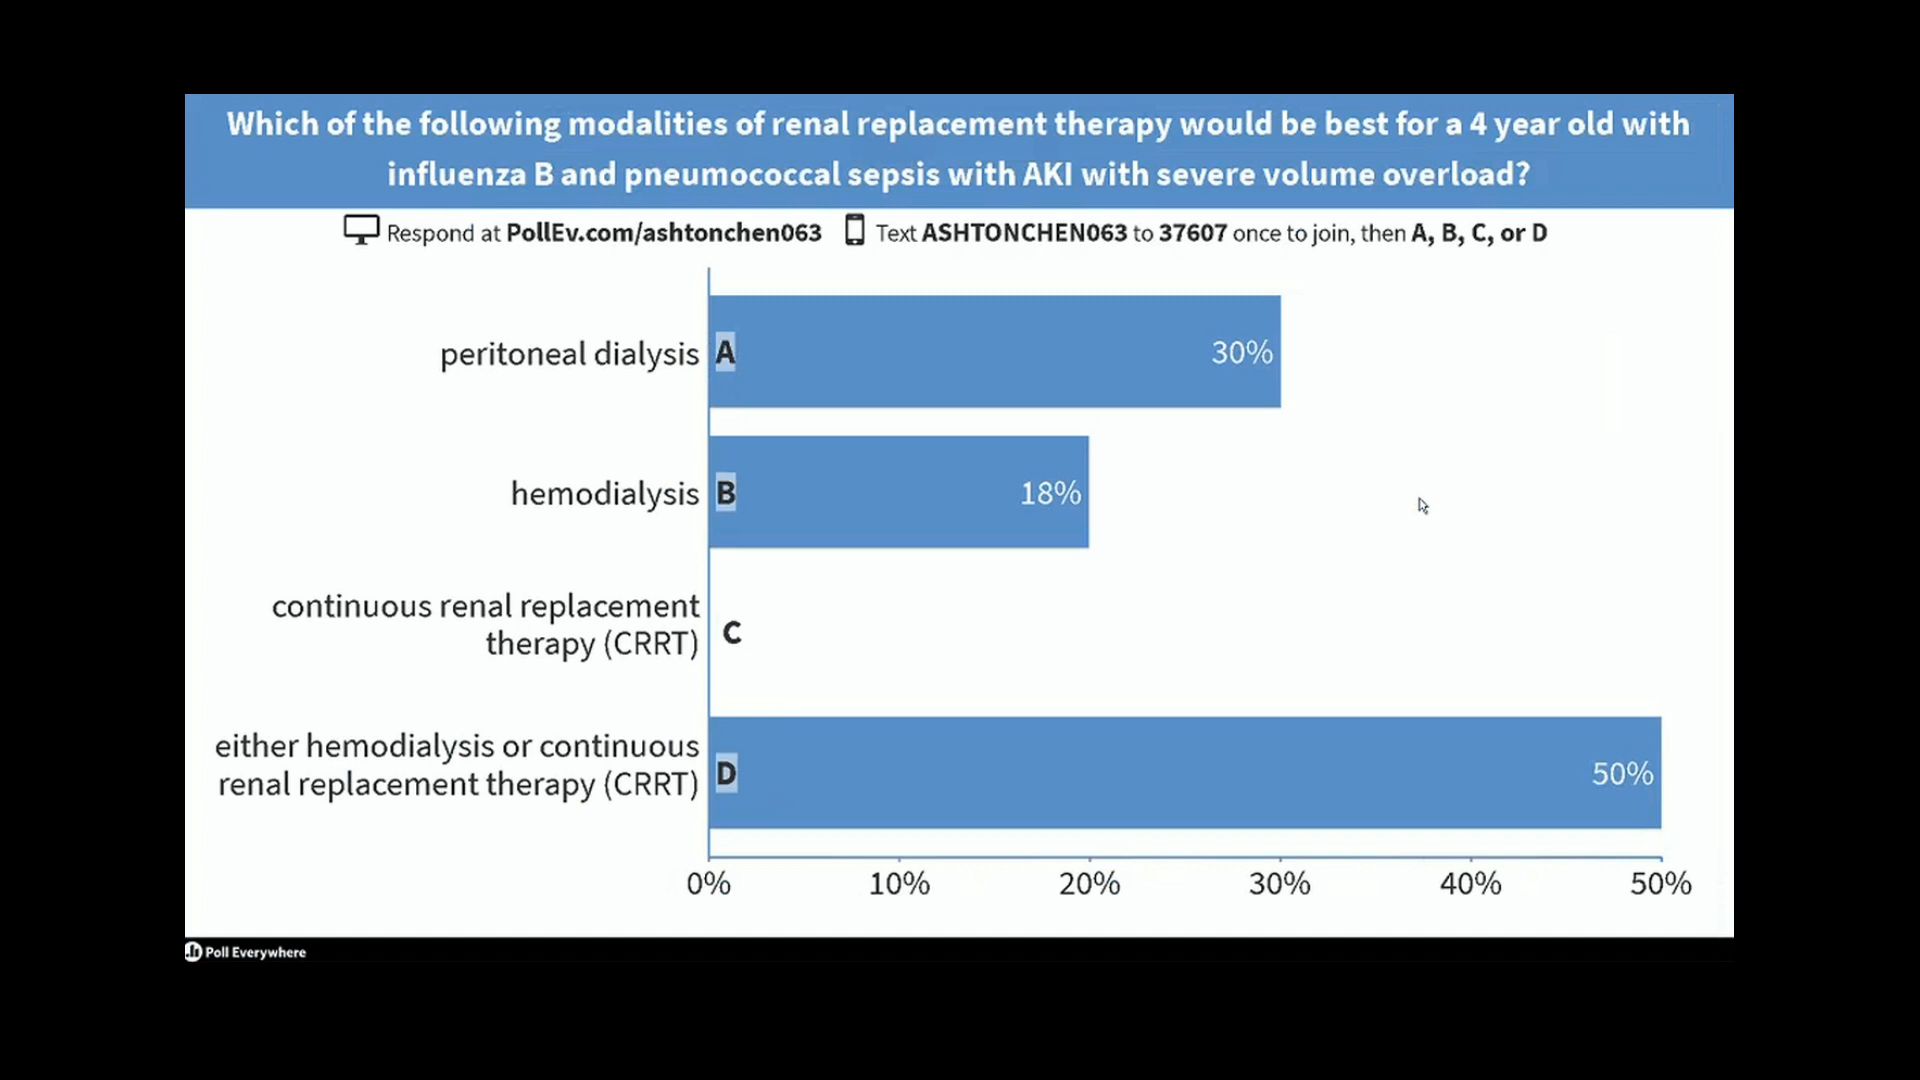 Which of the following modalities of renal replacement therapy would be best for a 4 year old with
influenza B and pneumococcal sepsis with AKI with severe volume overload?
Respond at PollEv.com/ashtonchen063 Text ASHTONCHEN063 to 37607 once to join, then A, B, C, or D
peritoneal dialysis A 30%
hemodialysis B 18%
continuous renal replacement
therapy (CRRT) C
either hemodialysis or continuous
renal replacement therapy (CRRT) D 50%
0% 10% 20% 30% 40% 50%
Poll Everywhere